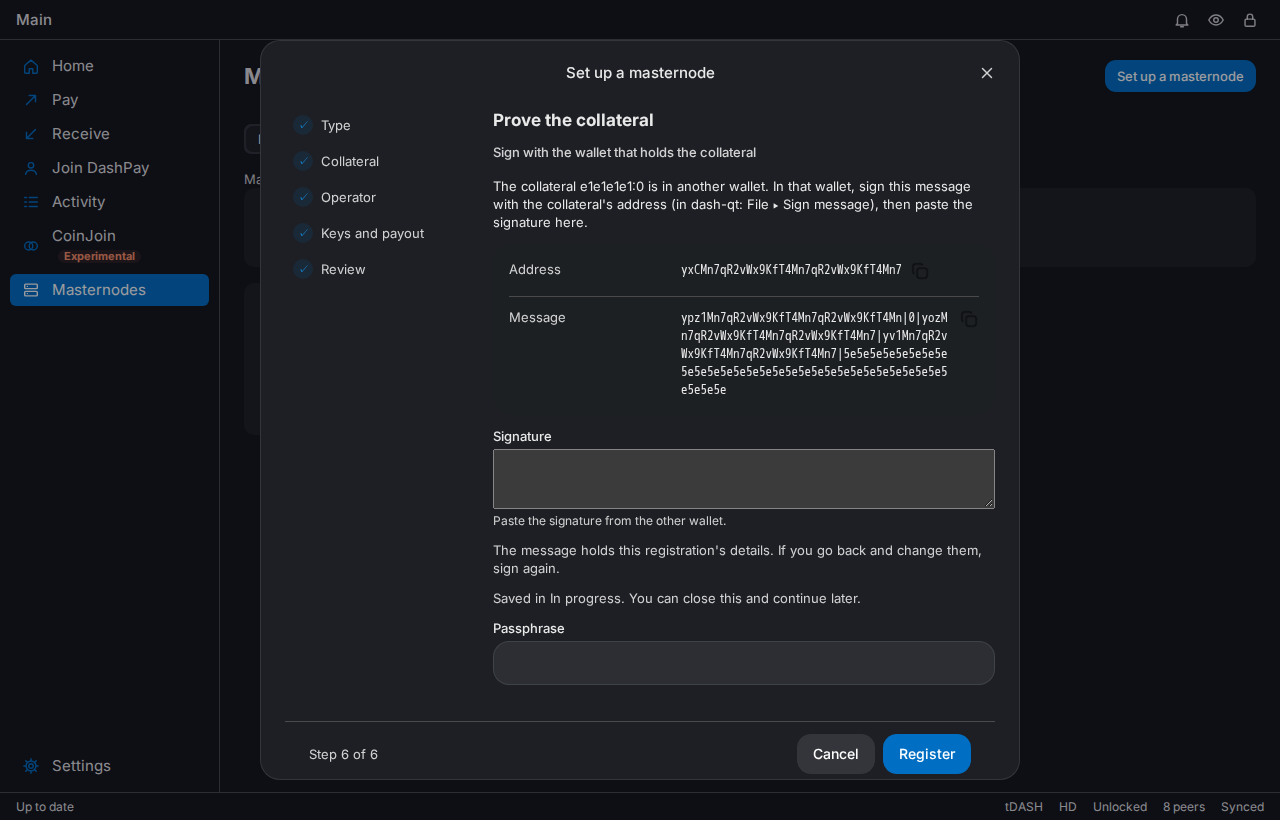 Main
Home
Pay
Receive
Join DashPay
Activity
CoinJoin
Experimental
Masternodes
Settings
Set up a masternode
Set up a masternode
Type
Collateral
Operator
Keys and payout
Review
Prove the collateral
Sign with the wallet that holds the collateral
The collateral e1e1e1e1:0 is in another wallet. In that wallet, sign this message
with the collateral's address (in dash-qt: File ▸ Sign message), then paste the
signature here.
Address
yxCMn7qR2vWx9KfT4Mn7qR2vWx9KfT4Mn7
Message
ypz1Mn7qR2vWx9KfT4Mn7qR2vWx9KfT4Mn|0|yozM
n7qR2vWx9KfT4Mn7qR2vWx9KfT4Mn7|yv1Mn7qR2v
Wx9KfT4Mn7qR2vWx9KfT4Mn7|5e5e5e5e5e5e5e5e
5e5e5e5e5e5e5e5e5e5e5e5e5e5e5e5e5e5e5e5e5
e5e5e5e
Signature
Paste the signature from the other wallet.
The message holds this registration's details. If you go back and change them,
sign again.
Saved in In progress. You can close this and continue later.
Passphrase
Step 6 of 6
Cancel
Register
Up to date
tDASH
HD
Unlocked
8 peers
Synced